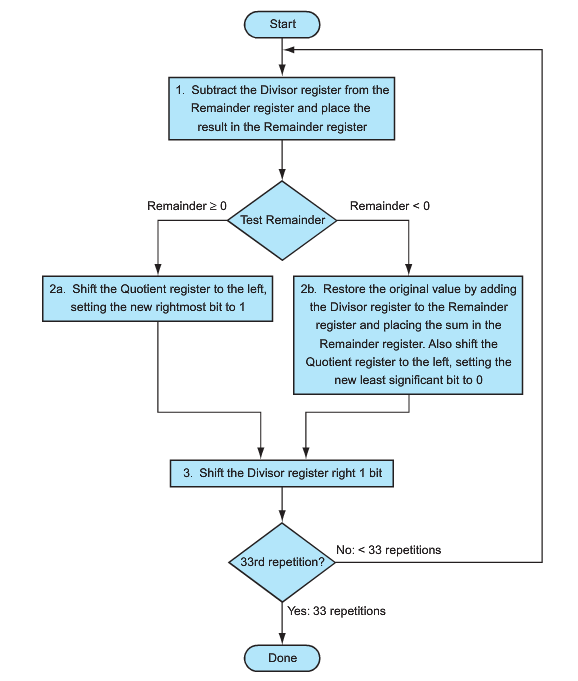 Start
1. Subtract the Divisor register from the
Remainder register and place the
result in the Remainder register
Test Remainder
Remainder ≥ 0
Remainder < 0
2a. Shift the Quotient register to the left,
setting the new rightmost bit to 1
2b. Restore the original value by adding
the Divisor register to the Remainder
register and placing the sum in the
Remainder register. Also shift the
Quotient register to the left, setting the
new least significant bit to 0
3. Shift the Divisor register right 1 bit
33rd repetition?
No: < 33 repetitions
Yes: 33 repetitions
Done